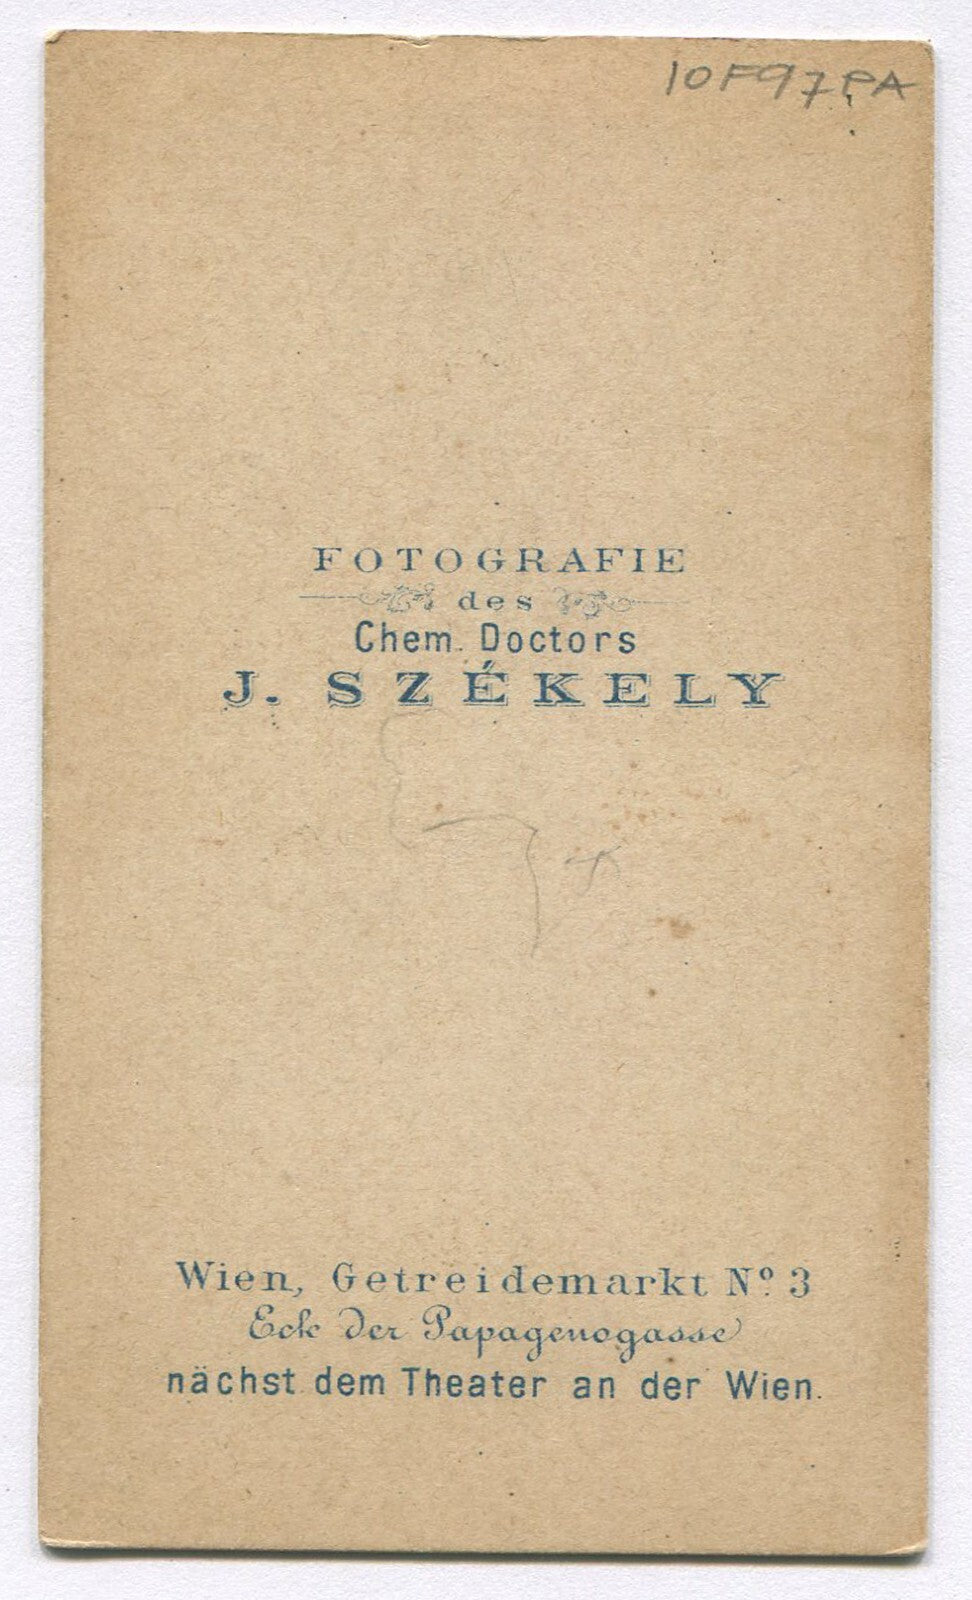 10F97PA
FOTOGRAFIE
des
Chem. Doctors
J. SZÉKELY
Wien, Getreidemarkt Nº 3
Eck der Papagenogasse
nächst dem Theater an der Wien.